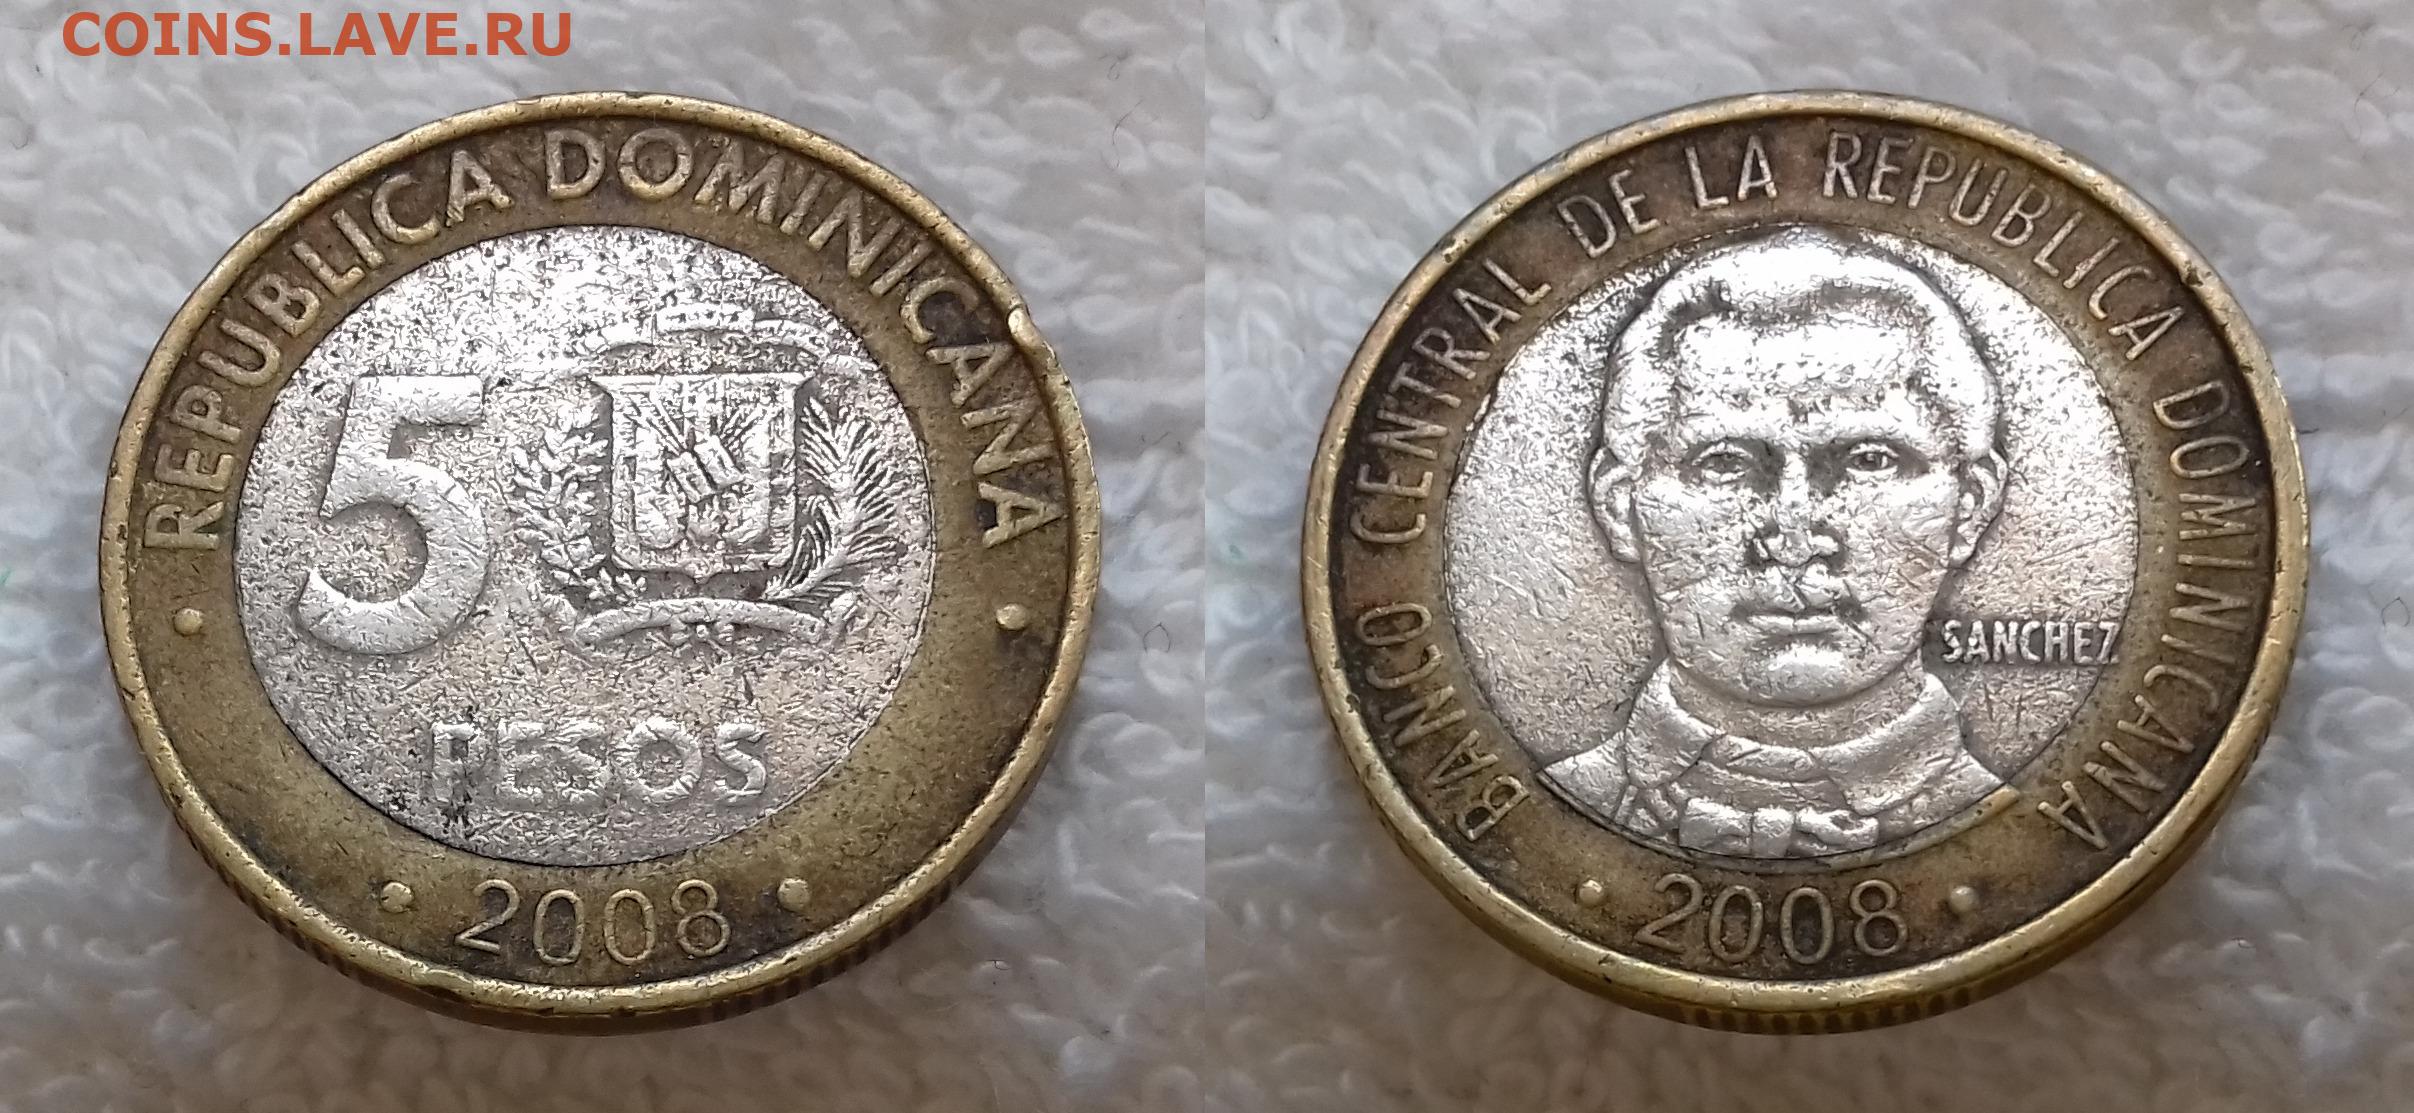 COINS.LAVE.RU
REPUBLICA DOMINICANA
5
PESOS
2008
BANCO CENTRAL DE LA REPUBLICA DOMINICANA
SANCHEZ
2008